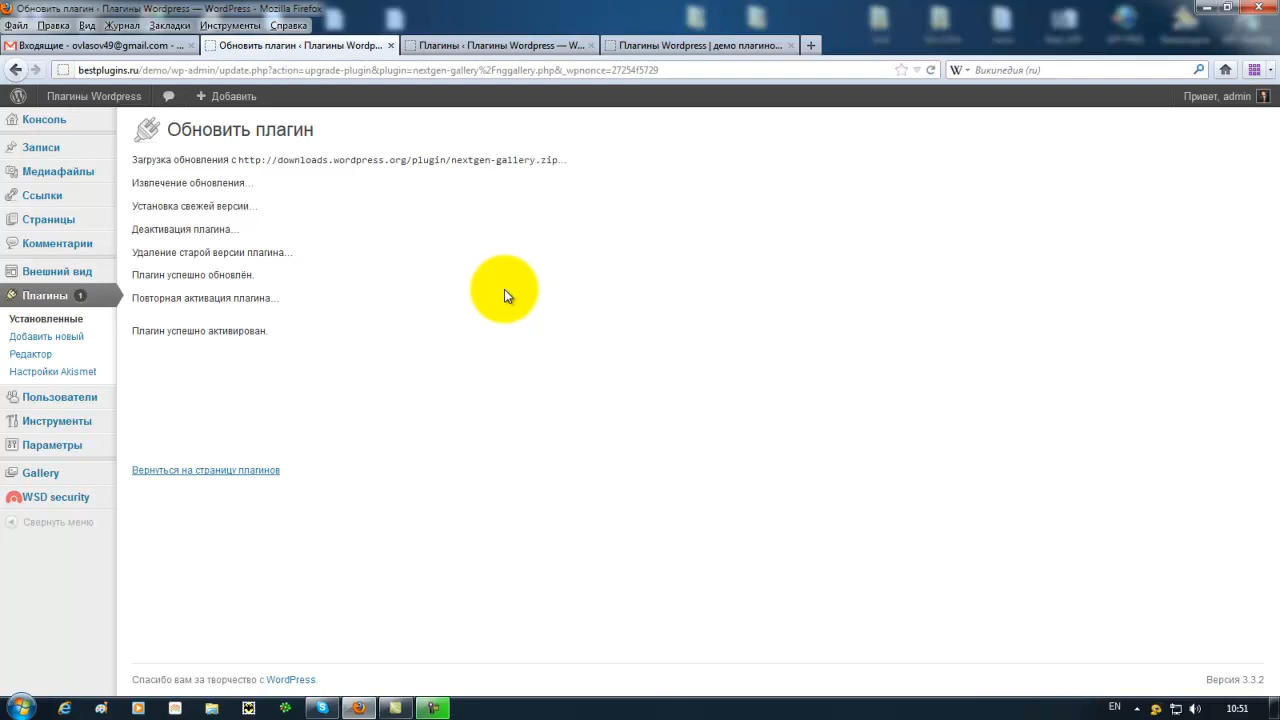 Обновить плагин ‹ Плагины Wordpress — WordPress - Mozilla Firefox
Файл Правка Вид Журнал Закладки Инструменты Справка
Входящие - ovlasov49@gmail.com - ...
Обновить плагин ‹ Плагины Wordp...
Плагины ‹ Плагины Wordpress — W...
Плагины Wordpress | демо плагино...
bestplugins.ru/demo/wp-admin/update.php?action=upgrade-plugin&plugin=nextgen-gallery%2Fnggallery.php&_wpnonce=27254f5729
Википедия (ru)
Плагины Wordpress
Добавить
Привет, admin
Консоль
Записи
Медиафайлы
Ссылки
Страницы
Комментарии
Внешний вид
Плагины 1
Установленные
Добавить новый
Редактор
Настройки Akismet
Пользователи
Инструменты
Параметры
Gallery
WSD security
Свернуть меню
Обновить плагин
Загрузка обновления с http://downloads.wordpress.org/plugin/nextgen-gallery.zip…
Извлечение обновления…
Установка свежей версии…
Деактивация плагина…
Удаление старой версии плагина…
Плагин успешно обновлён.
Повторная активация плагина…
Плагин успешно активирован.
Вернуться на страницу плагинов
Спасибо вам за творчество с WordPress.
Версия 3.3.2
EN
10:51